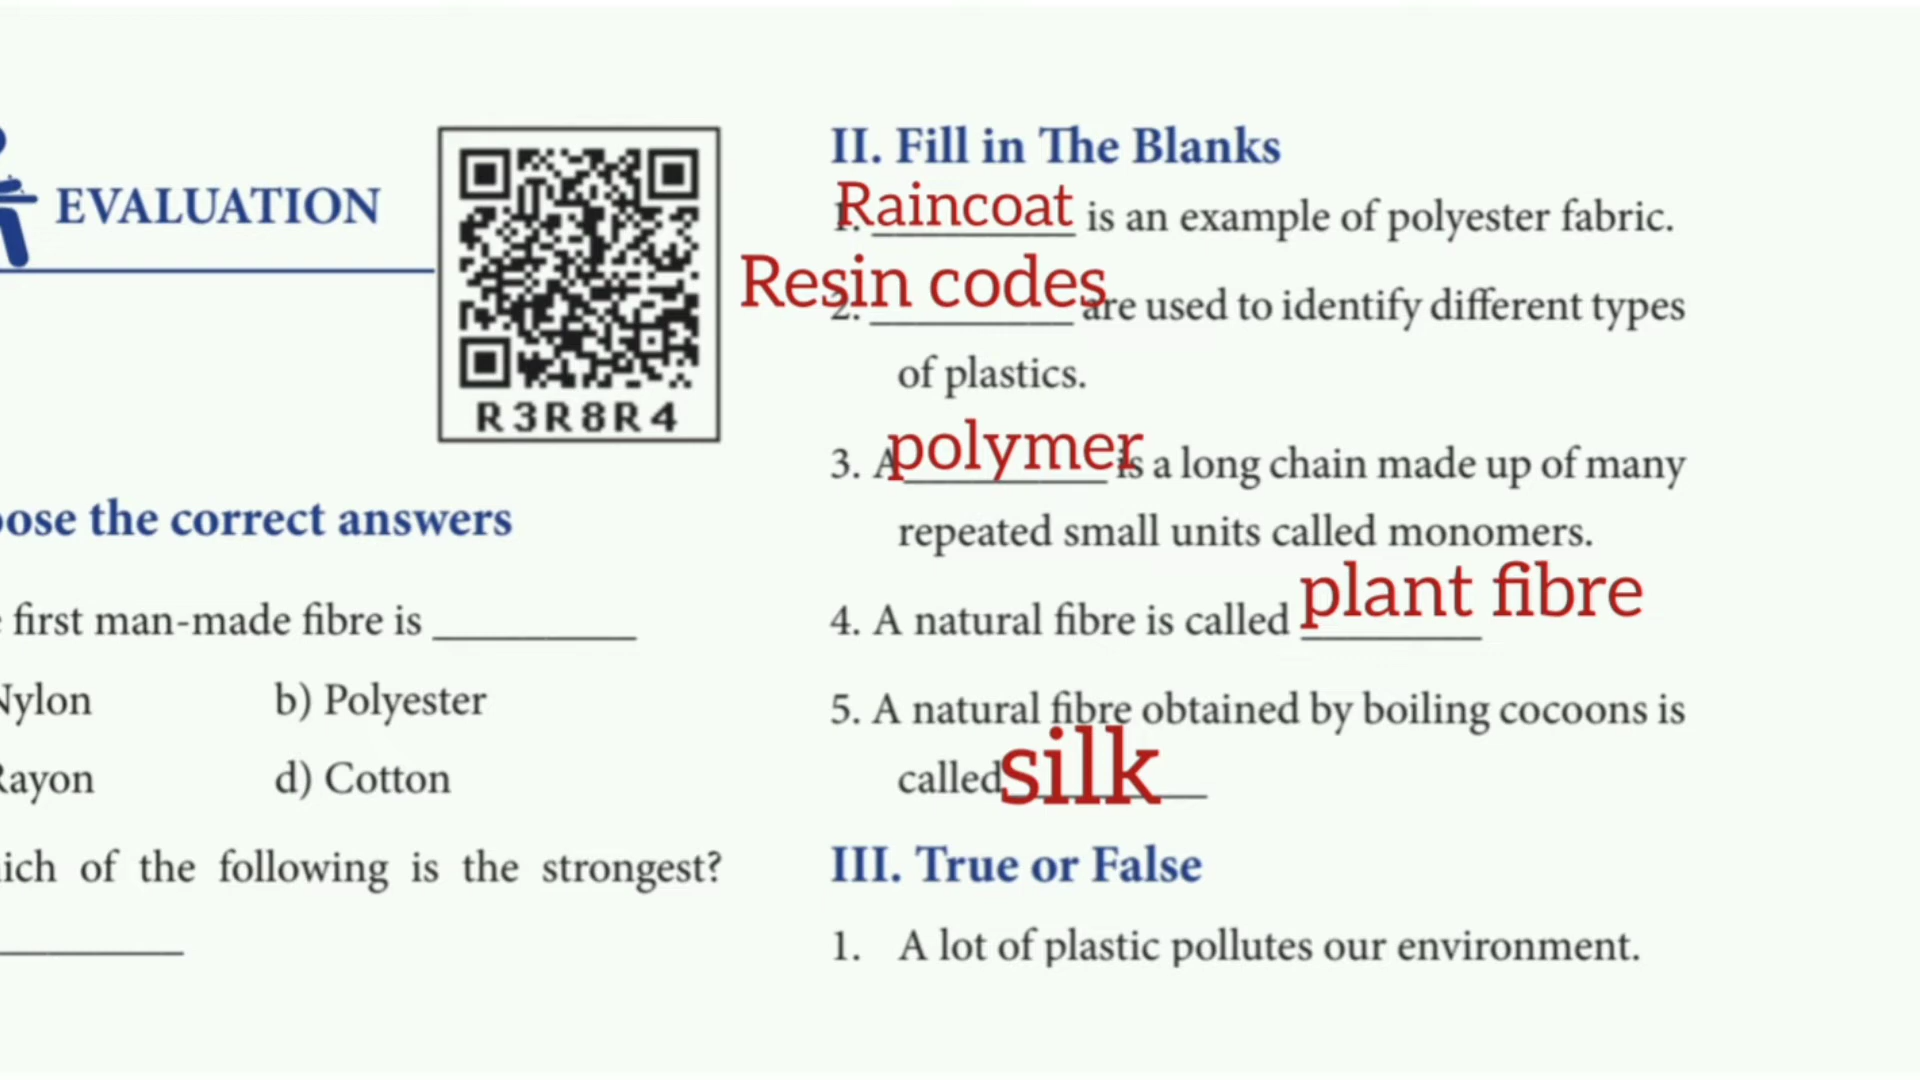 EVALUATION
R3R8R4
oose the correct answers
first man-made fibre is __________
Nylon b) Polyester
Rayon d) Cotton
ich of the following is the strongest?
__________
II. Fill in The Blanks
1. Raincoat is an example of polyester fabric.
2. Resin codes are used to identify different types
of plastics.
3. A polymer is a long chain made up of many
repeated small units called monomers.
4. A natural fibre is called plant fibre
5. A natural fibre obtained by boiling cocoons is
called silk
III. True or False
1. A lot of plastic pollutes our environment.